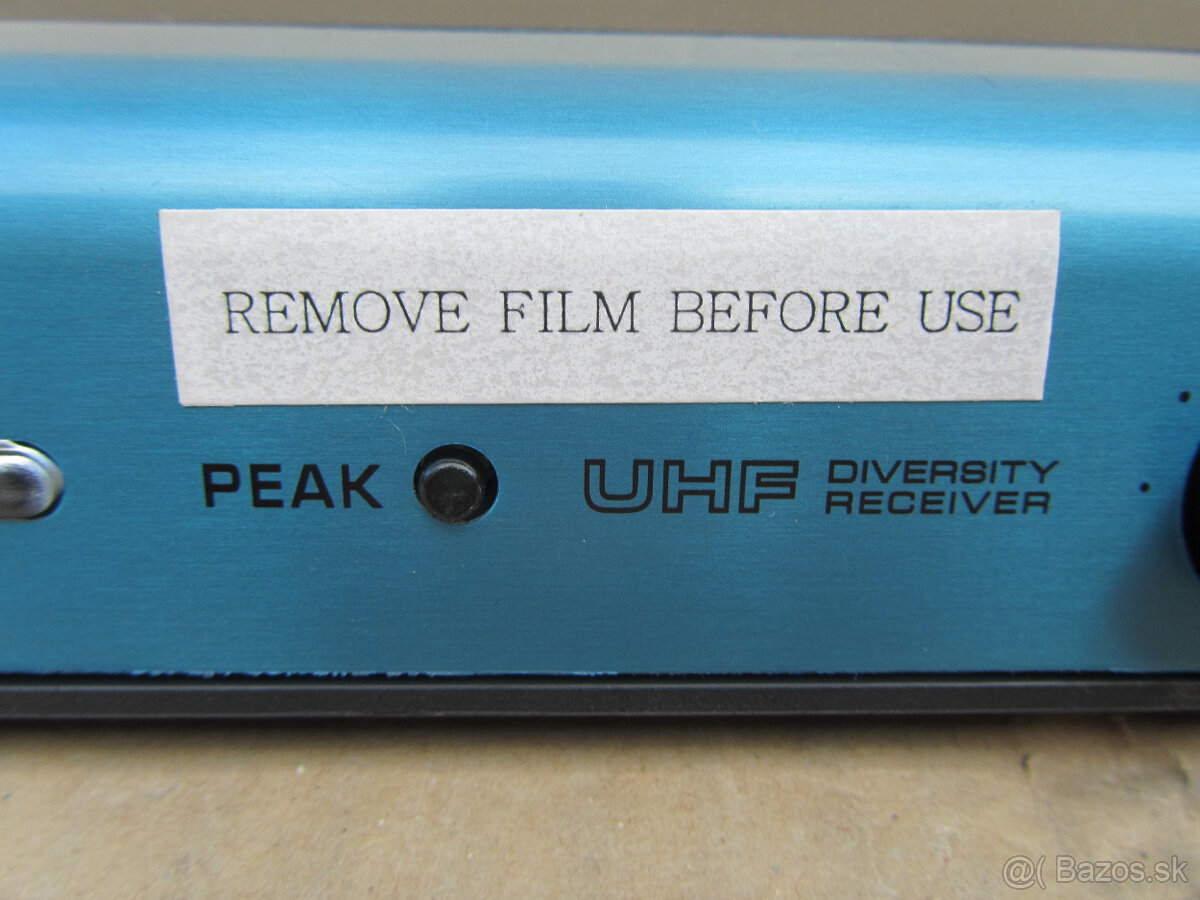 REMOVE FILM BEFORE USE
PEAK
UHF DIVERSITY
RECEIVER
@( Bazos.sk